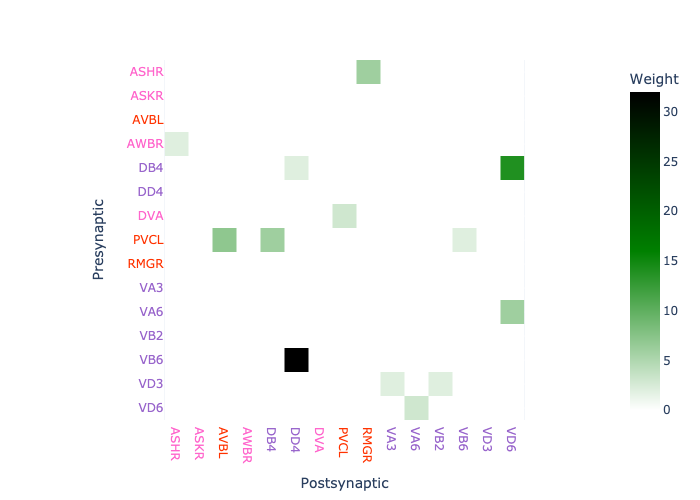 Weight
30
25
20
15
10
5
0
Presynaptic
ASHR
ASKR
AVBL
AWBR
DB4
DD4
DVA
PVCL
RMGR
VA3
VA6
VB2
VB6
VD3
VD6
ASHR
ASKR
AVBL
AWBR
DB4
DD4
DVA
PVCL
RMGR
VA3
VA6
VB2
VB6
VD3
VD6
Postsynaptic